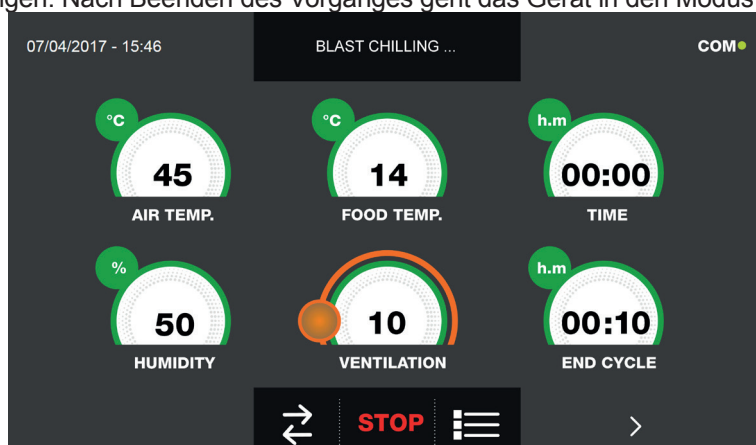 igen. Nach Beenden des Vorganges geht das Gerät in den Modus
07/04/2017 - 15:46
BLAST CHILLING ...
COM
°C
°C
h.m
45
14
00:00
AIR TEMP.
FOOD TEMP.
TIME
%
h.m
50
10
00:10
HUMIDITY
VENTILATION
END CYCLE
STOP